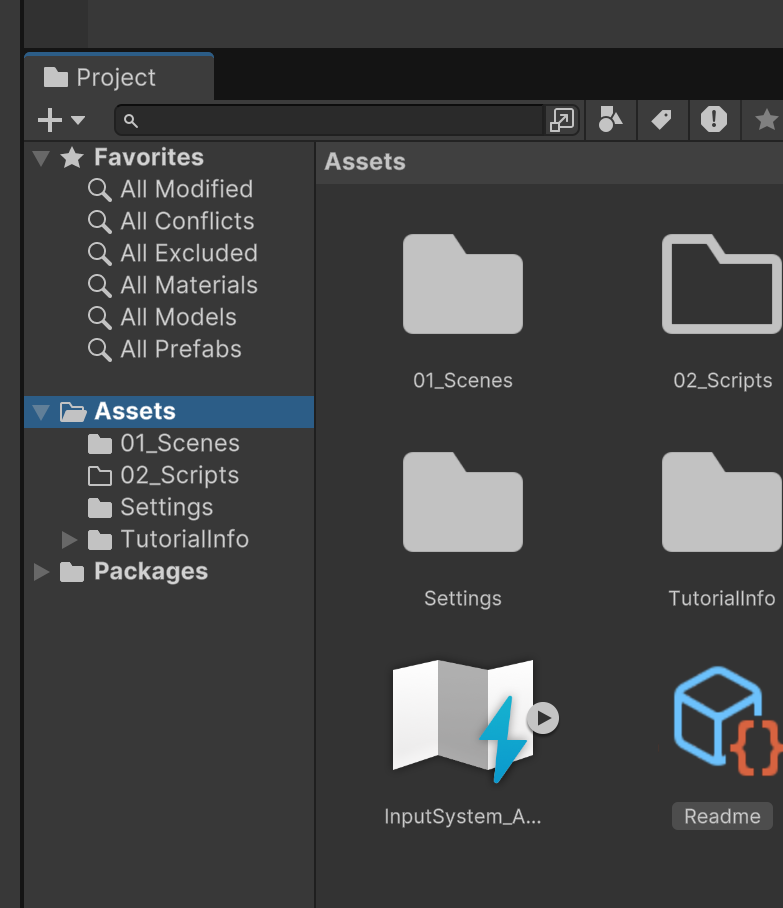 Project
Favorites
All Modified
All Conflicts
All Excluded
All Materials
All Models
All Prefabs
Assets
01_Scenes
02_Scripts
Settings
TutorialInfo
Packages
Assets
01_Scenes
02_Scripts
Settings
TutorialInfo
InputSystem_A...
Readme